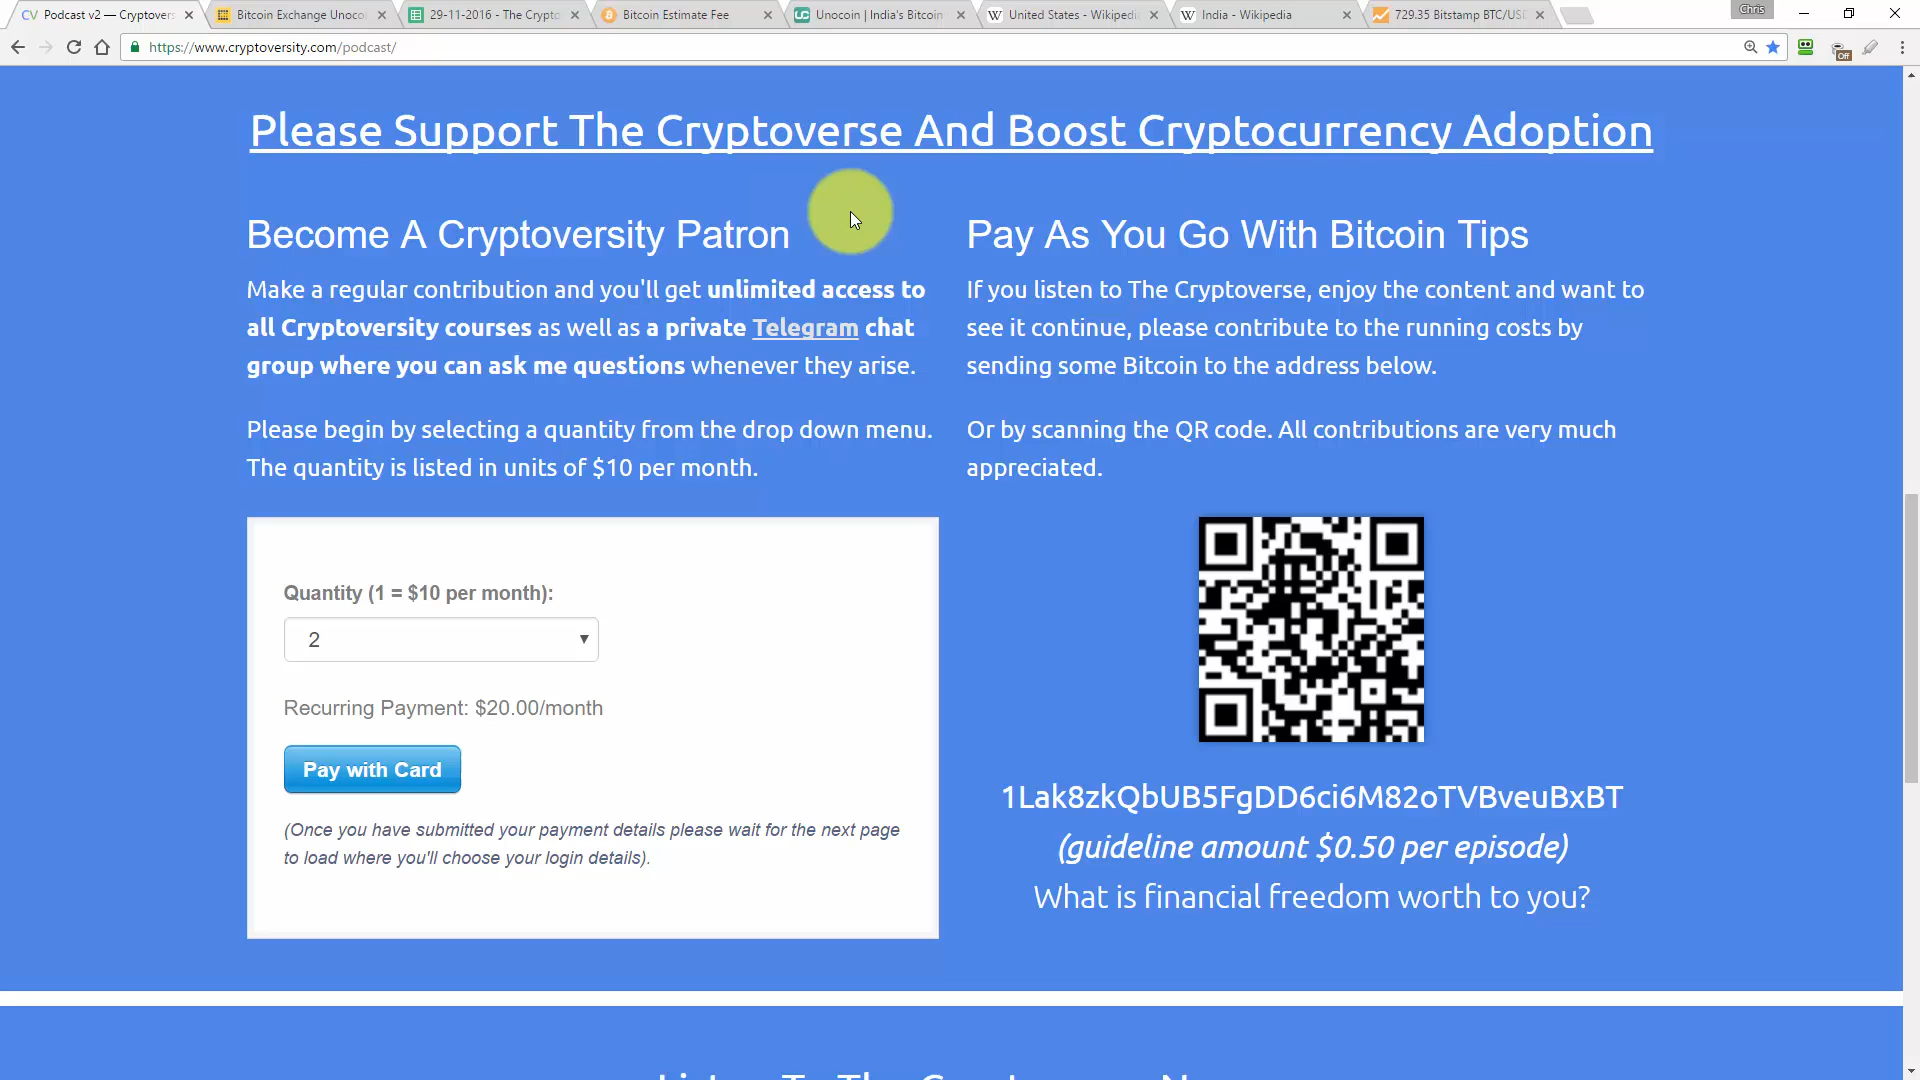 Podcast v2 — Cryptovers
Bitcoin Exchange Unoco
29-11-2016 - The Crypto
Bitcoin Estimate Fee
Unocoin | India's Bitcoin
United States - Wikipedi
India - Wikipedia
729.35 Bitstamp BTC/USD
Chris
https://www.cryptoversity.com/podcast/
Off
Please Support The Cryptoverse And Boost Cryptocurrency Adoption
Become A Cryptoversity Patron
Make a regular contribution and you'll get unlimited access to
all Cryptoversity courses as well as a private Telegram chat
group where you can ask me questions whenever they arise.
Please begin by selecting a quantity from the drop down menu.
The quantity is listed in units of $10 per month.
Quantity (1 = $10 per month):
2
Recurring Payment: $20.00/month
Pay with Card
(Once you have submitted your payment details please wait for the next page
to load where you'll choose your login details).
Pay As You Go With Bitcoin Tips
If you listen to The Cryptoverse, enjoy the content and want to
see it continue, please contribute to the running costs by
sending some Bitcoin to the address below.
Or by scanning the QR code. All contributions are very much
appreciated.
1Lak8zkQbUB5FgDD6ci6M82oTVBveuBxBT
(guideline amount $0.50 per episode)
What is financial freedom worth to you?